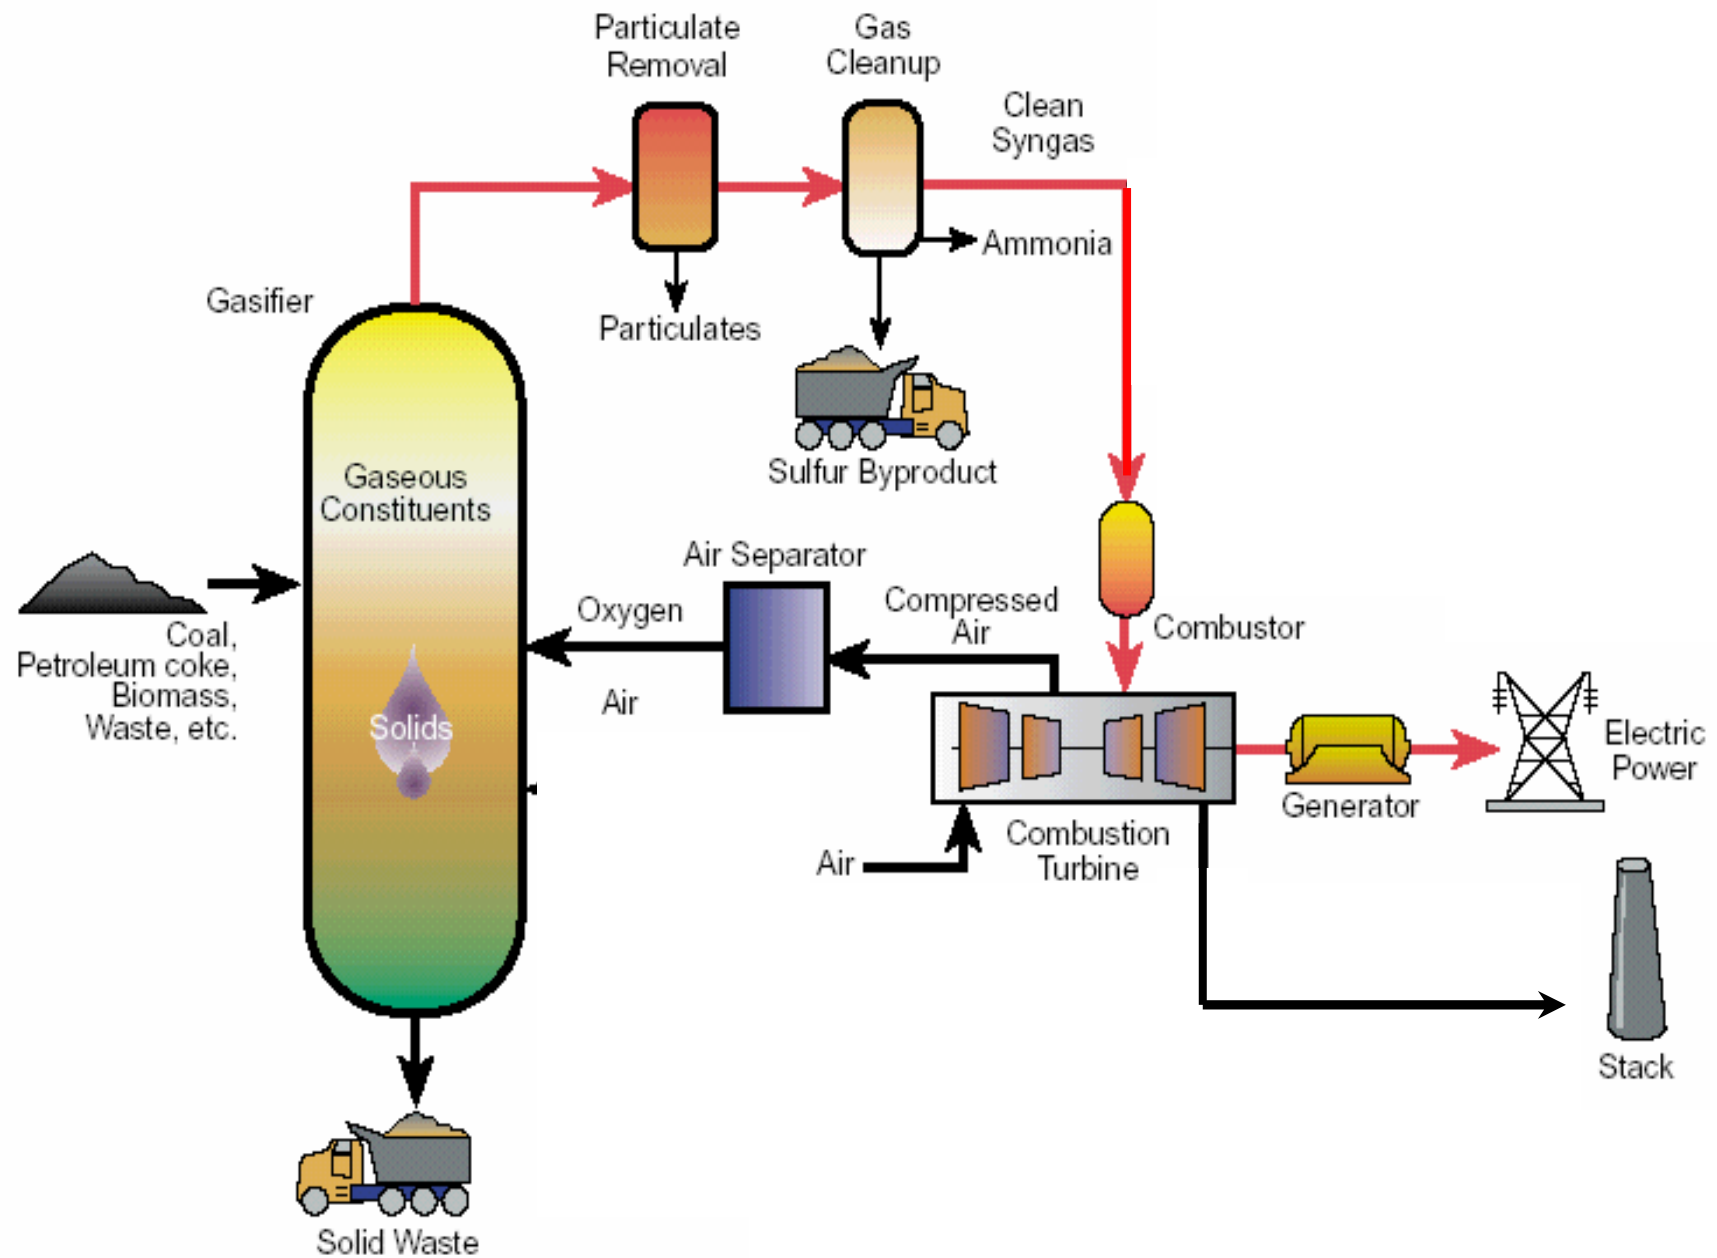 Particulate
Removal
Gas
Cleanup
Clean
Syngas
Ammonia
Gasifier
Particulates
Sulfur Byproduct
Gaseous
Constituents
Air Separator
Oxygen
Compressed
Air
Combustor
Coal,
Petroleum coke,
Biomass,
Waste, etc.
Solids
Air
Electric
Power
Generator
Air
Combustion
Turbine
Stack
Solid Waste